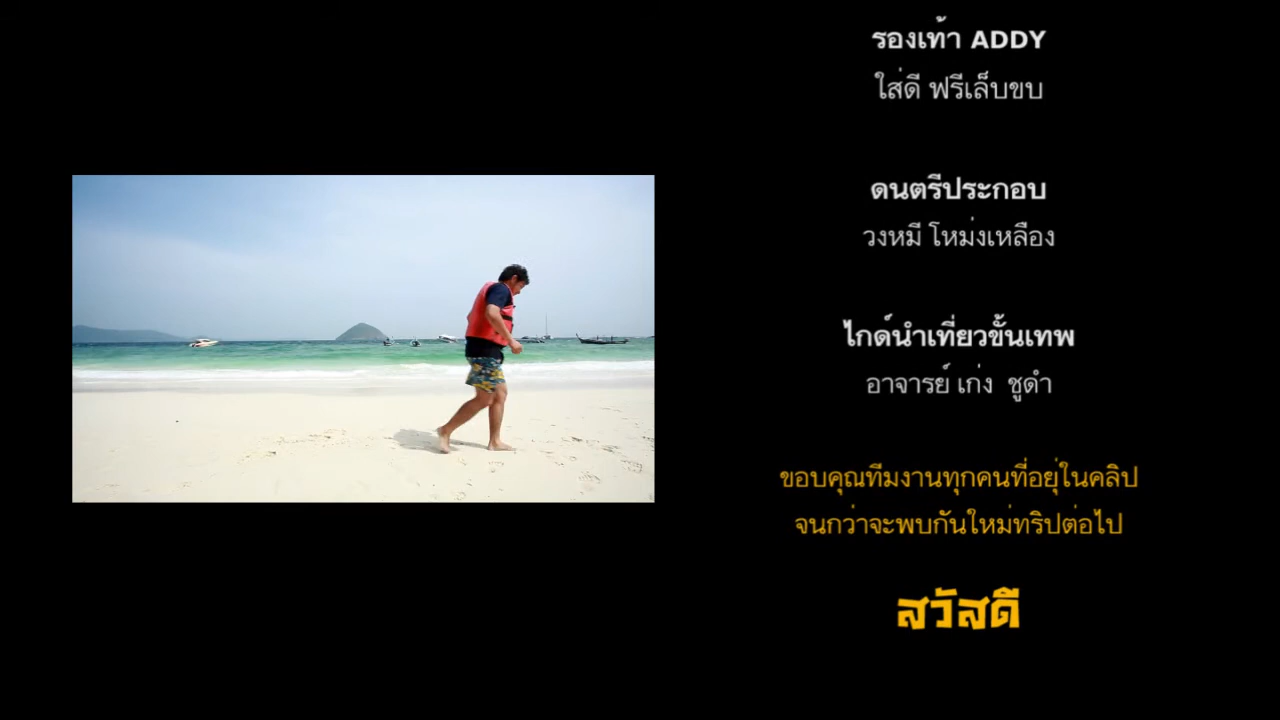 รองเท้า ADDY
ใส่ดี ฟรีเล็บขบ
ดนตรีประกอบ
วงหมี โหม่งเหลือง
ไกด์นำเที่ยวขั้นเทพ
อาจารย์ เก่ง ชูดำ
ขอบคุณทีมงานทุกคนที่อยุ่ในคลิป
จนกว่าจะพบกันใหม่ทริปต่อไป
สวัสดี